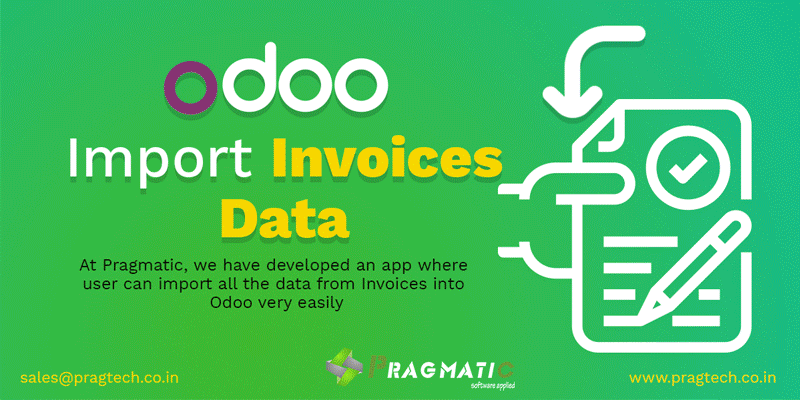 odoo
Import Invoices
Data
At Pragmatic, we have developed an app where
user can import all the data from Invoices into
Odoo very easily
PRAGMATIC
software applied
sales@pragtech.co.in
www.pragtech.co.in